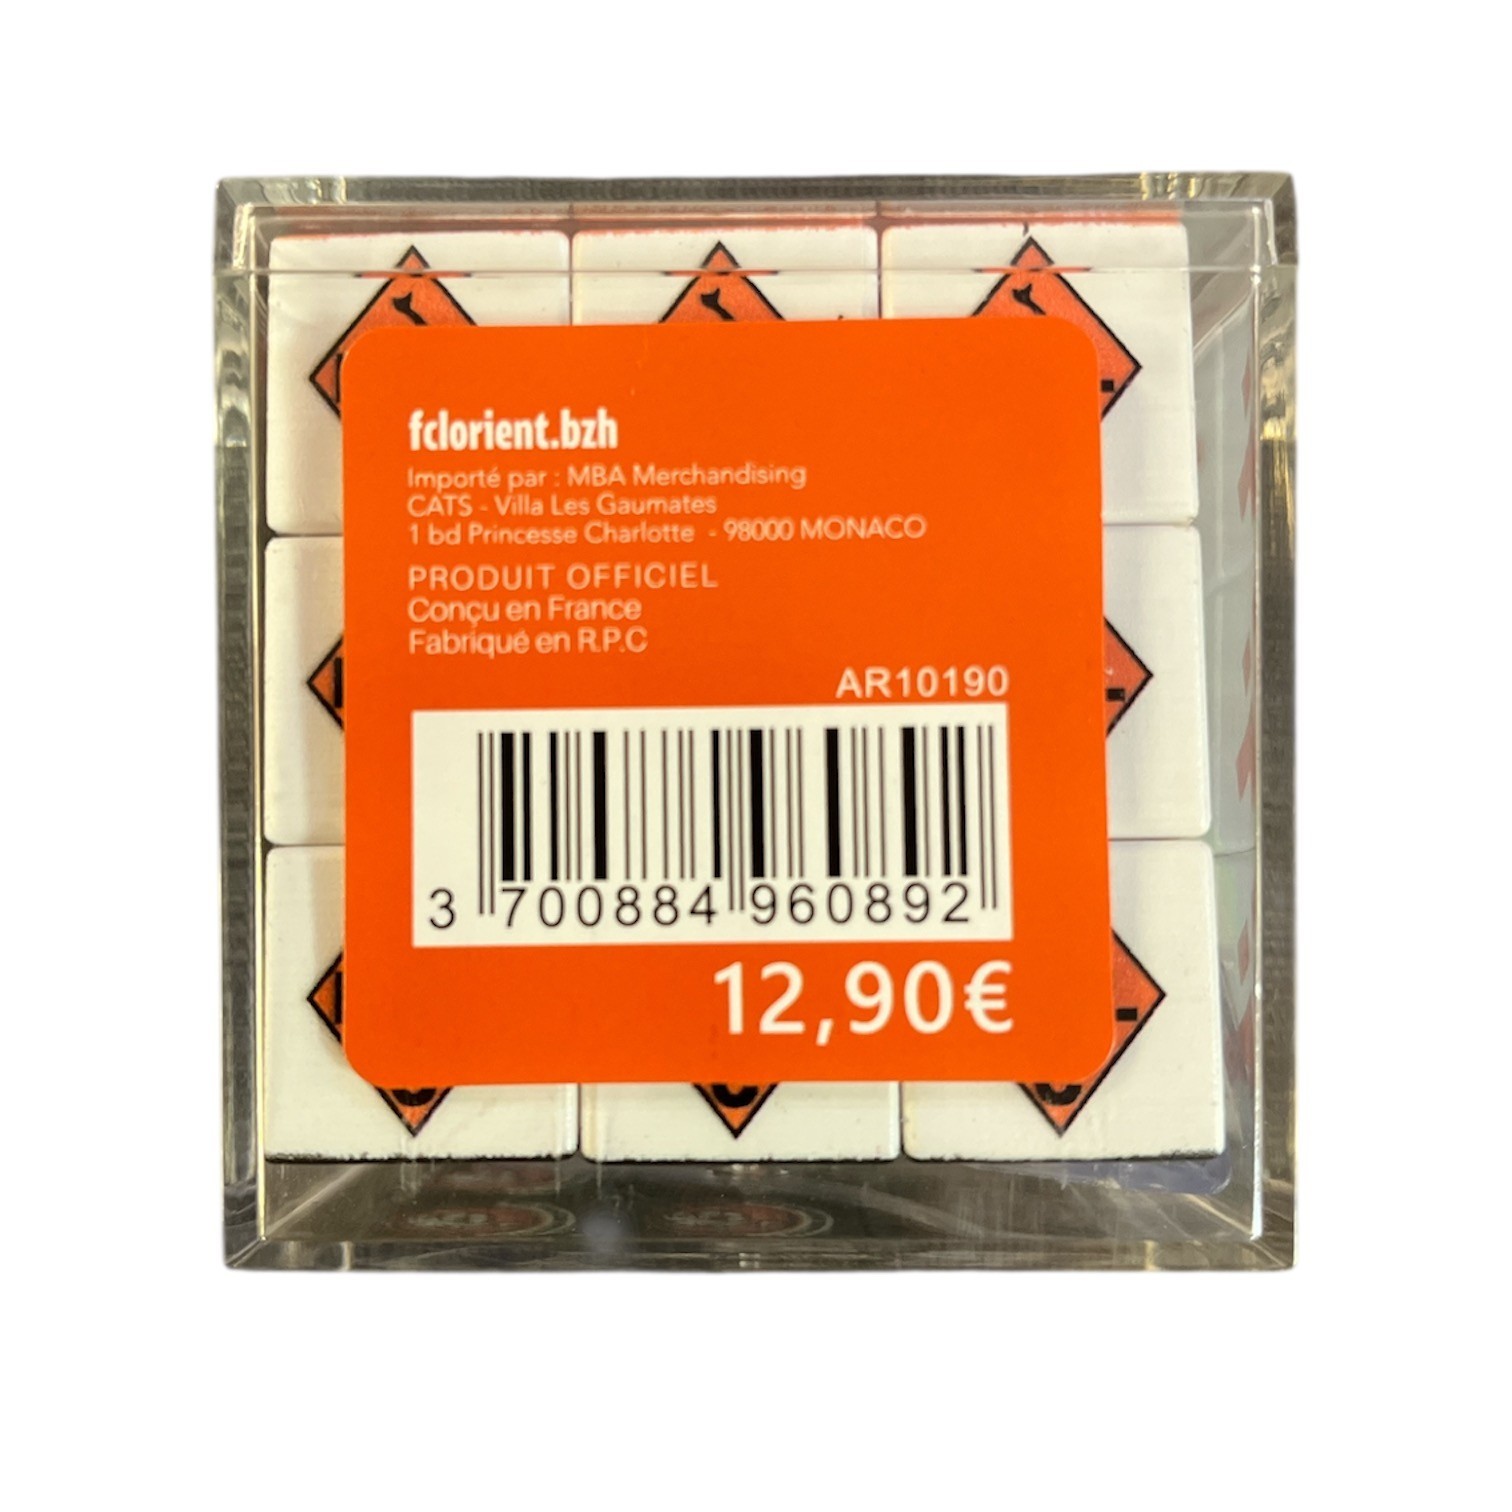 fclorient.bzh
Importé par : MBA Merchandising
CATS - Villa Les Gaumates
1 bd Princesse Charlotte - 98000 MONACO
PRODUIT OFFICIEL
Conçu en France
Fabriqué en R.P.C
AR10190
3 700884 960892
12,90€